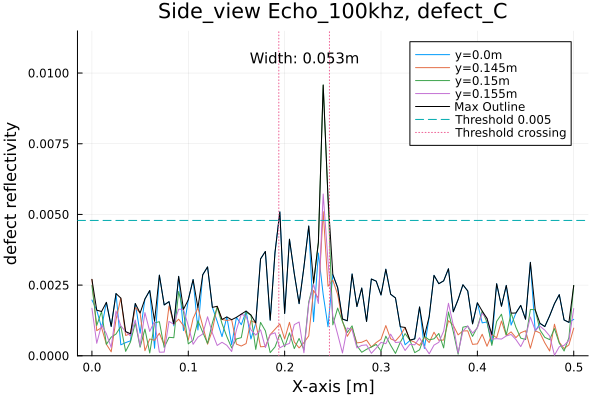 Side_view Echo_100khz, defect_C
Width: 0.053m
y=0.0m
y=0.145m
y=0.15m
y=0.155m
Max Outline
Threshold 0.005
Threshold crossing
defect reflectivity
0.0100
0.0075
0.0050
0.0025
0.0000
0.0 0.1 0.2 0.3 0.4 0.5
X-axis [m]